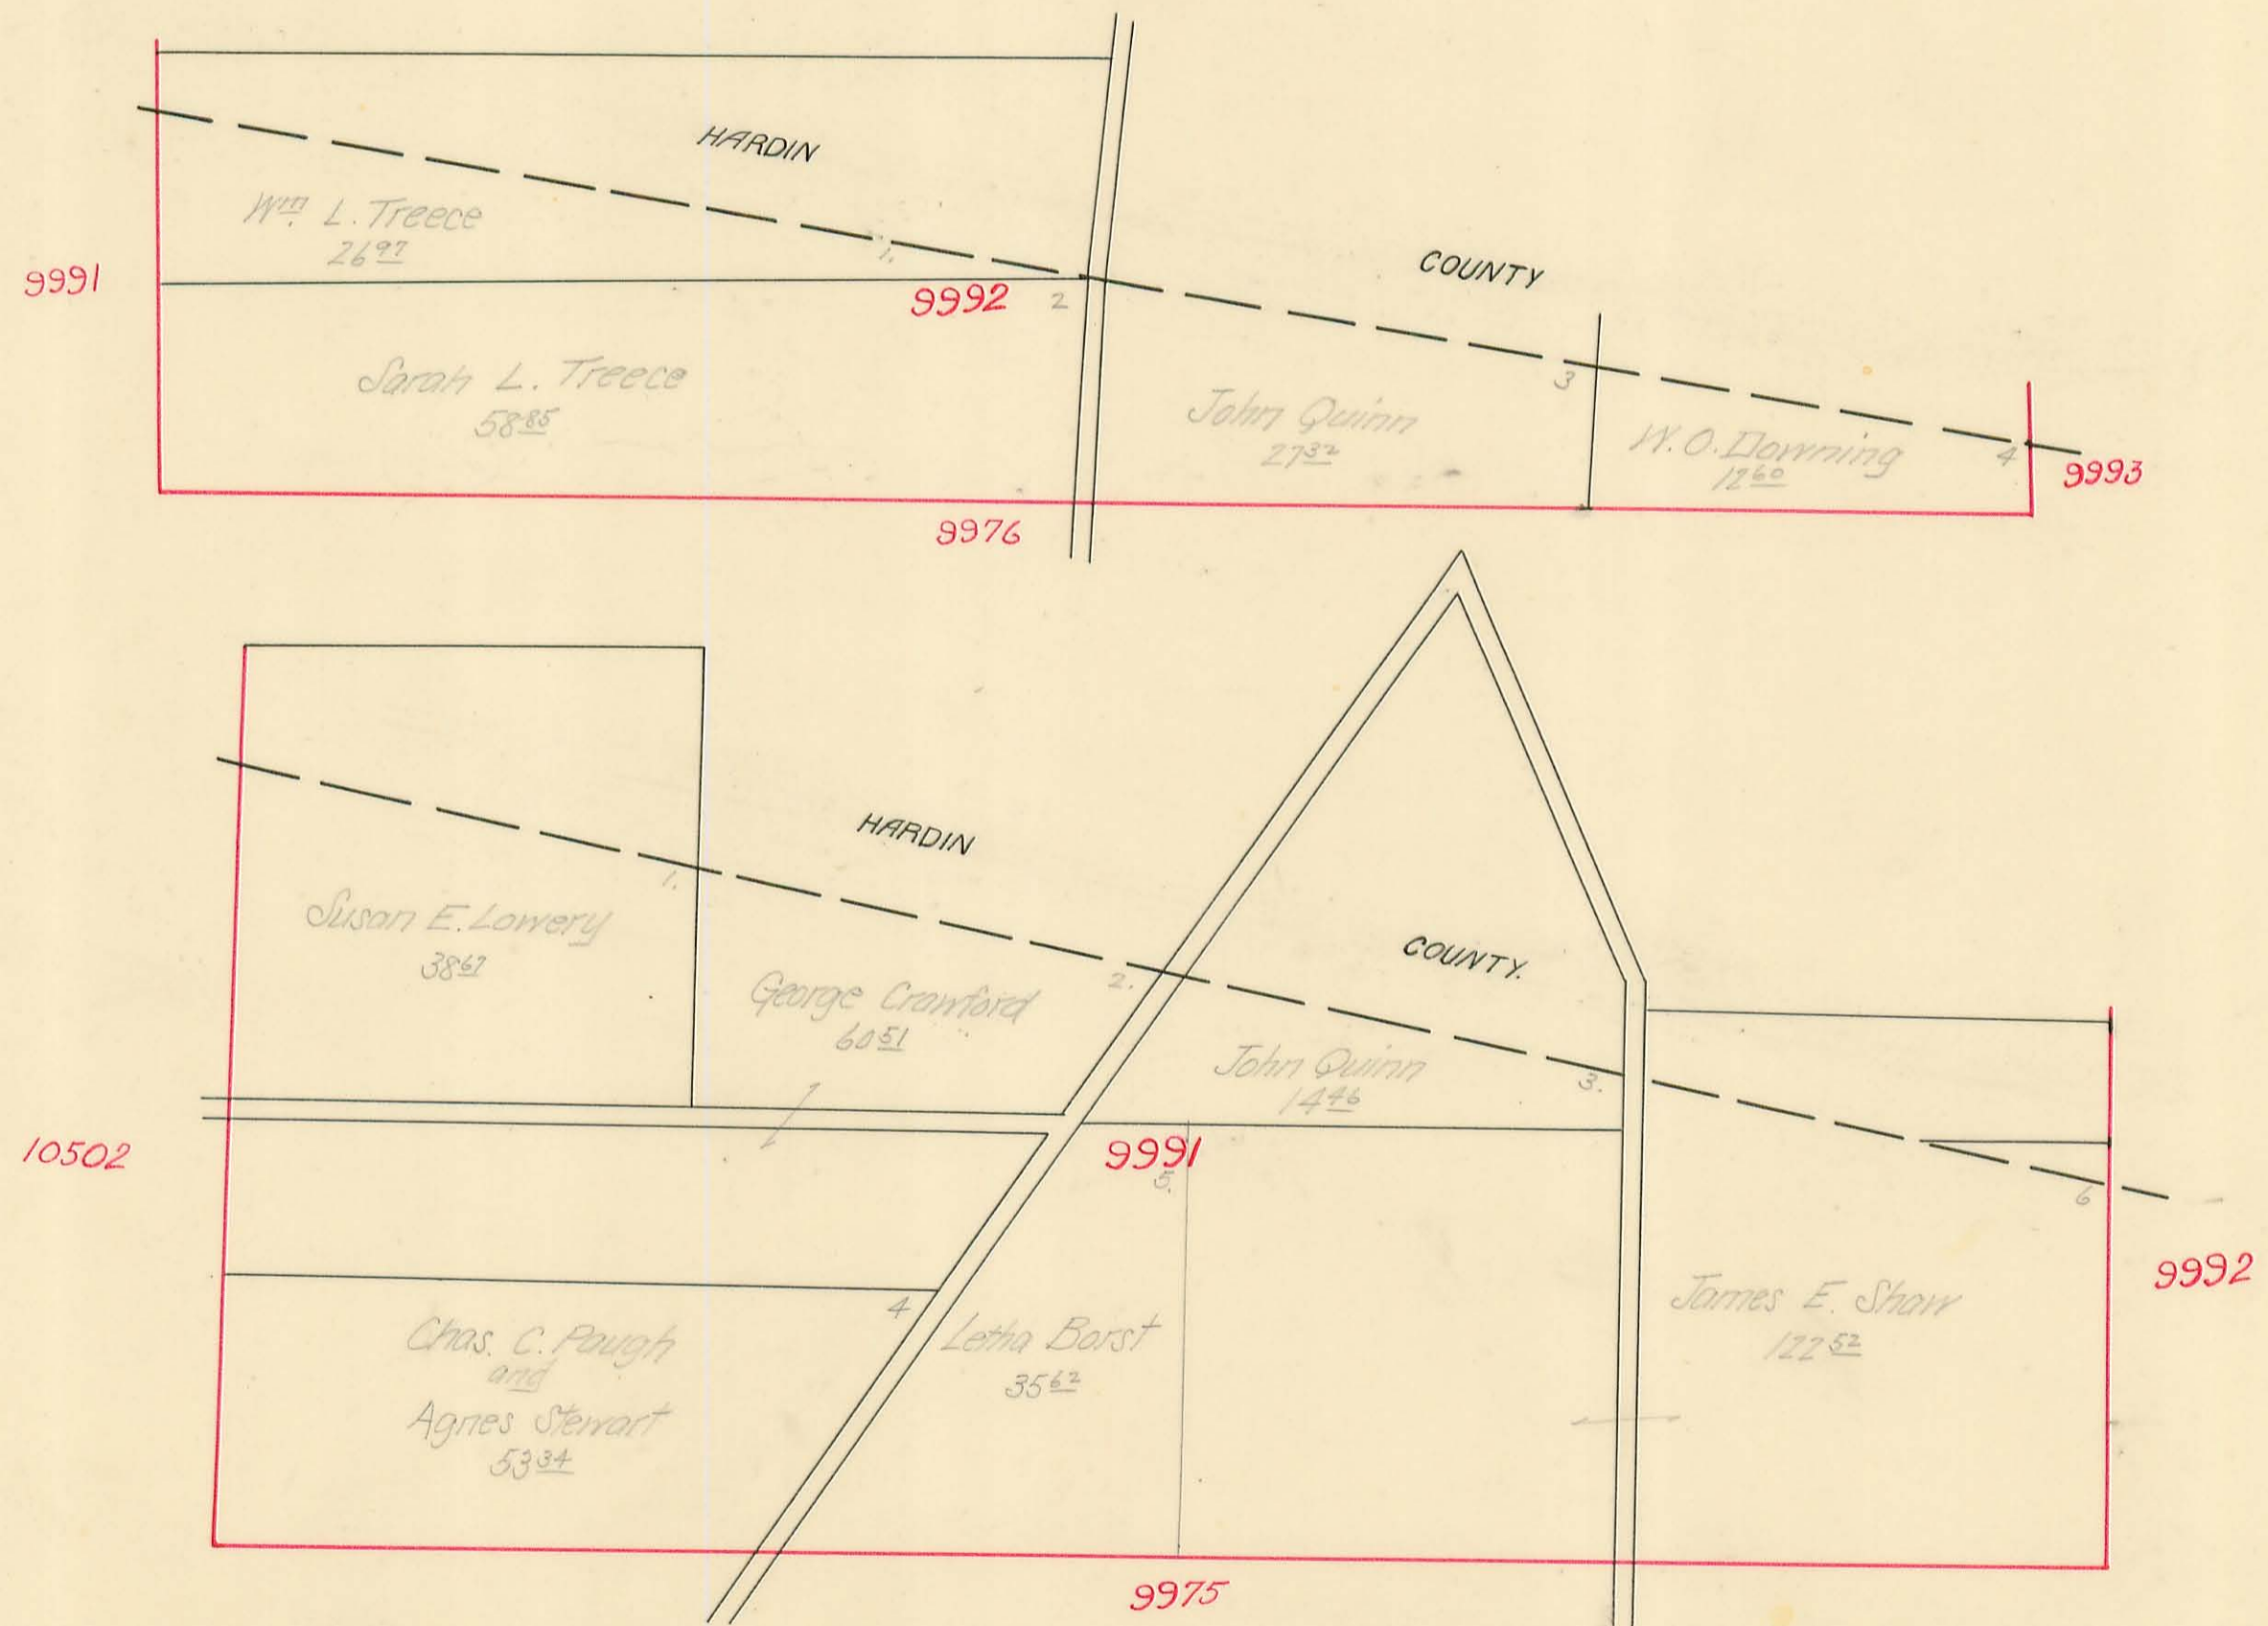 HARDIN
Wm. L. Treece
26 97
1.
9991
COUNTY
9992
2
Sarah L. Treece
58 85
3
John Quinn
27 32
W. O. Downing
12 60
4
9993
9976
HARDIN
1.
Susan E. Lowery
38 67
COUNTY.
2.
George Crawford
60 51
John Quinn
14 46
3.
10502
9991
5.
6
9992
4
Chas. C. Paugh
and
Agnes Stewart
53 34
Letha Borst
35 62
James E. Shaw
122 52
9975